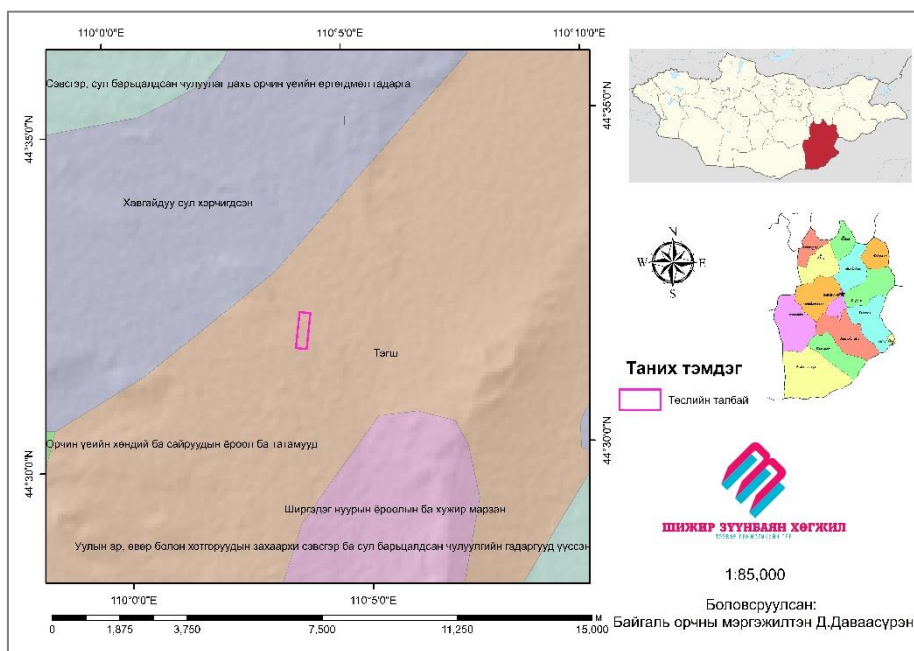 110°0'0"E
110°5'0"E
110°10'0"E
44°35'0"N
44°35'0"N
Сэвсгэр, сул барьцалдсан чулуулаг дахь орчин үеийн өргөдмөл гадарга
Хавгайдуу сул хэрчигдсэн
Тэгш
44°30'0"N
44°30'0"N
Орчин үеийн хөндий ба сайруудын ёроол ба татамууд
Ширгэдэг нуурын ёроолын ба хужир марзан
Уулын ар, өвөр болон хотгоруудын захаархи сэвсгэр ба сул барьцалдсан чулуулгийн гадаргууд үүссэн
110°0'0"E
110°5'0"E
0 1,875 3,750 7,500 11,250 15,000
М
N
W E
S
Таних тэмдэг
Төслийн талбай
ШИЖИР ЗҮҮНБАЯН ХӨГЖИЛ
1:85,000
Боловсруулсан:
Байгаль орчны мэргэжилтэн Д.Даваасүрэн